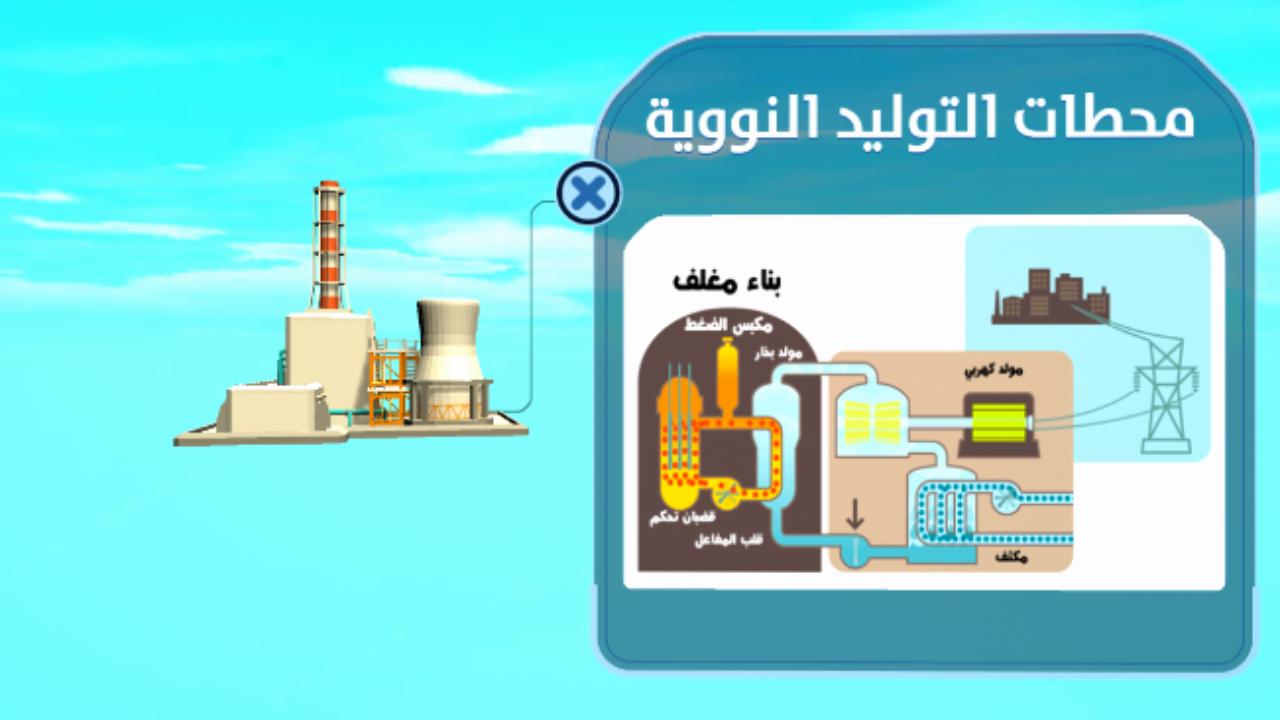 محطات التوليد النووية
بناء مغلف
مكبس الضغط
مولد بخار
مولد كهربي
قضبان تحكم
قلب المفاعل
مكثف